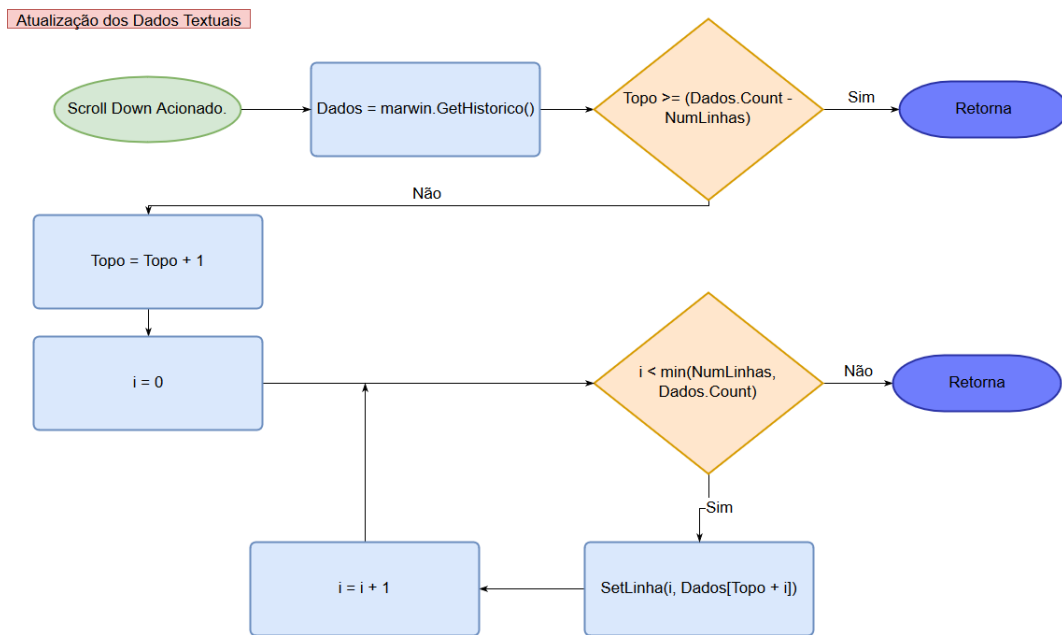 Atualização dos Dados Textuais
Scroll Down Acionado.
Dados = marwin.GetHistorico()
Topo >= (Dados.Count -
NumLinhas)
Sim
Retorna
Não
Topo = Topo + 1
i = 0
i < min(NumLinhas,
Dados.Count)
Não
Retorna
Sim
i = i + 1
SetLinha(i, Dados[Topo + i])